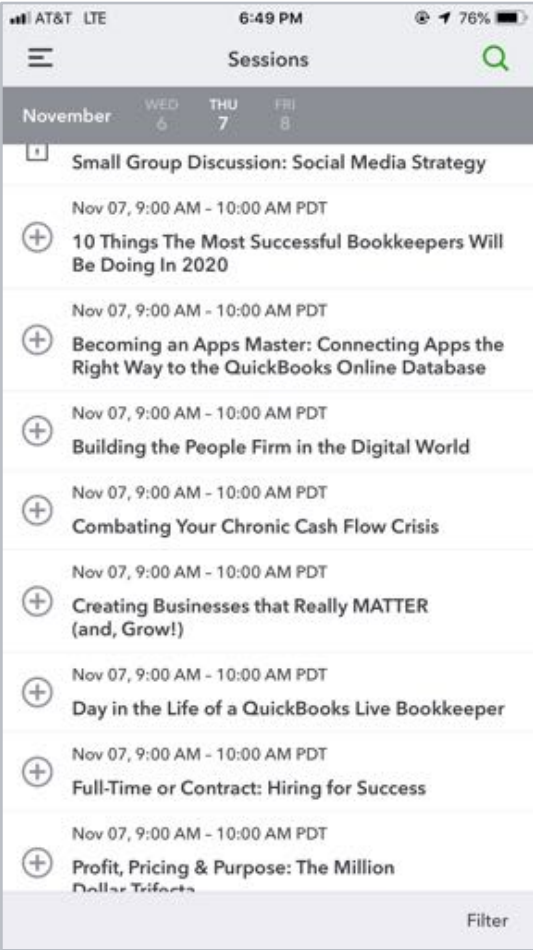 AT&T LTE 6:49 PM 76%
Sessions
November WED 6 THU 7 FRI 8
Small Group Discussion: Social Media Strategy
Nov 07, 9:00 AM – 10:00 AM PDT
10 Things The Most Successful Bookkeepers Will
Be Doing In 2020
Nov 07, 9:00 AM – 10:00 AM PDT
Becoming an Apps Master: Connecting Apps the
Right Way to the QuickBooks Online Database
Nov 07, 9:00 AM – 10:00 AM PDT
Building the People Firm in the Digital World
Nov 07, 9:00 AM – 10:00 AM PDT
Combating Your Chronic Cash Flow Crisis
Nov 07, 9:00 AM – 10:00 AM PDT
Creating Businesses that Really MATTER
(and, Grow!)
Nov 07, 9:00 AM – 10:00 AM PDT
Day in the Life of a QuickBooks Live Bookkeeper
Nov 07, 9:00 AM – 10:00 AM PDT
Full-Time or Contract: Hiring for Success
Nov 07, 9:00 AM – 10:00 AM PDT
Profit, Pricing & Purpose: The Million
Dollar Trifecta
Filter